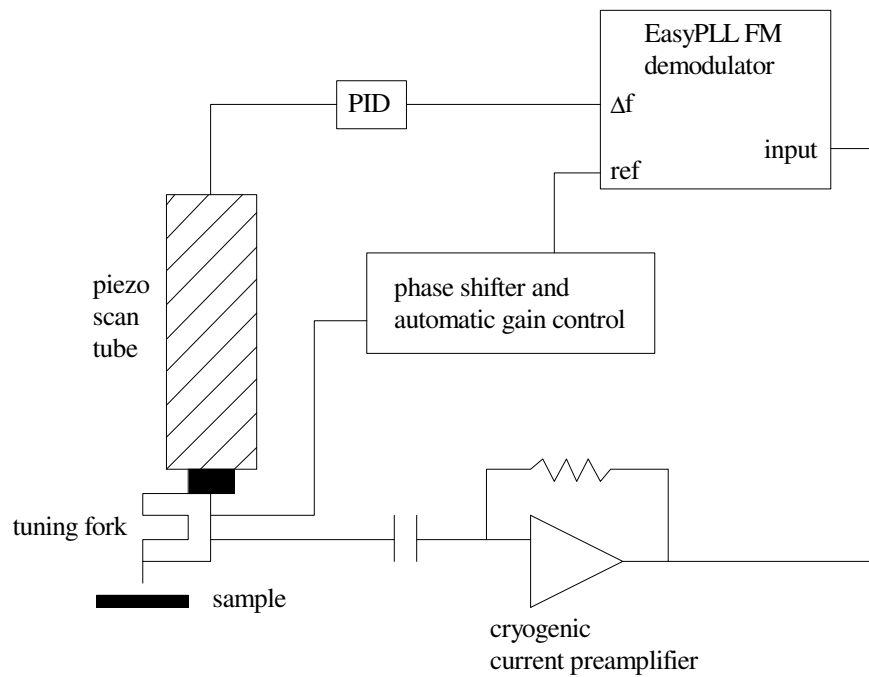 EasyPLL FM
demodulator
PID
Δf
input
ref
phase shifter and
automatic gain control
piezo
scan
tube
tuning fork
sample
cryogenic
current preamplifier